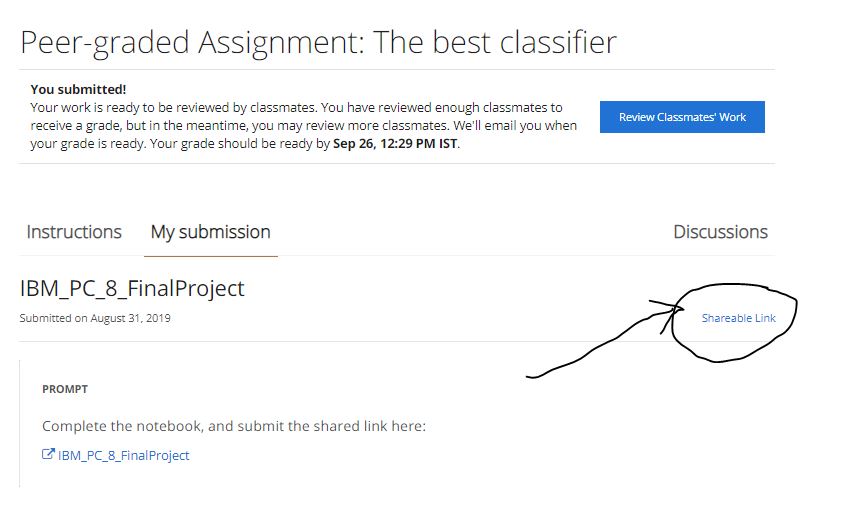 Peer-graded Assignment: The best classifier
You submitted!
Your work is ready to be reviewed by classmates. You have reviewed enough classmates to
receive a grade, but in the meantime, you may review more classmates. We'll email you when
your grade is ready. Your grade should be ready by Sep 26, 12:29 PM IST.
Review Classmates' Work
Instructions My submission Discussions
IBM_PC_8_FinalProject
Submitted on August 31, 2019 Shareable Link
PROMPT
Complete the notebook, and submit the shared link here:
IBM_PC_8_FinalProject